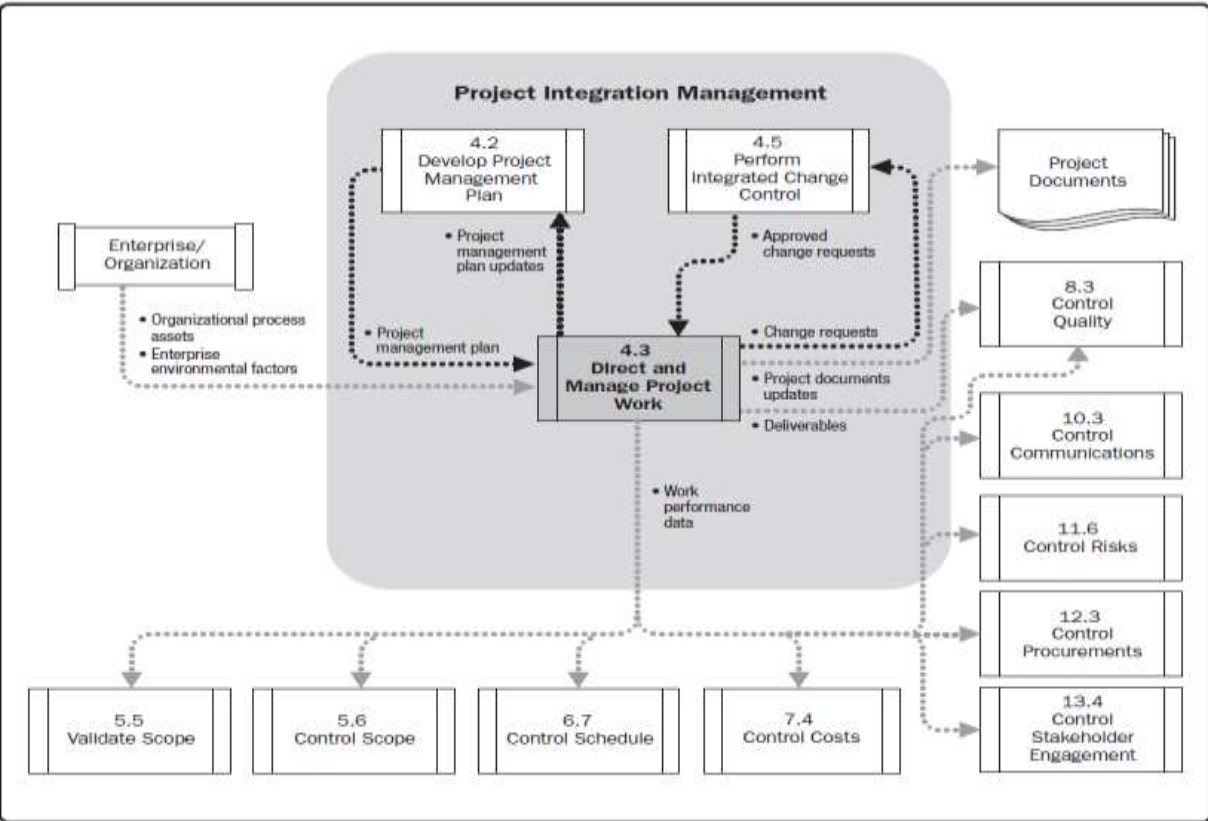 Project Integration Management
4.2
Develop Project
Management
Plan
4.5
Perform
Integrated Change
Control
Project
Documents
Enterprise/
Organization
• Project
management
plan updates
• Approved
change requests
8.3
Control
Quality
• Organizational process
assets
• Enterprise
environmental factors
• Project
management plan
4.3
Direct and
Manage Project
Work
• Change requests
• Project documents
updates
• Deliverables
10.3
Control
Communications
• Work
performance
data
11.6
Control Risks
12.3
Control
Procurements
5.5
Validate Scope
5.6
Control Scope
6.7
Control Schedule
7.4
Control Costs
13.4
Control
Stakeholder
Engagement